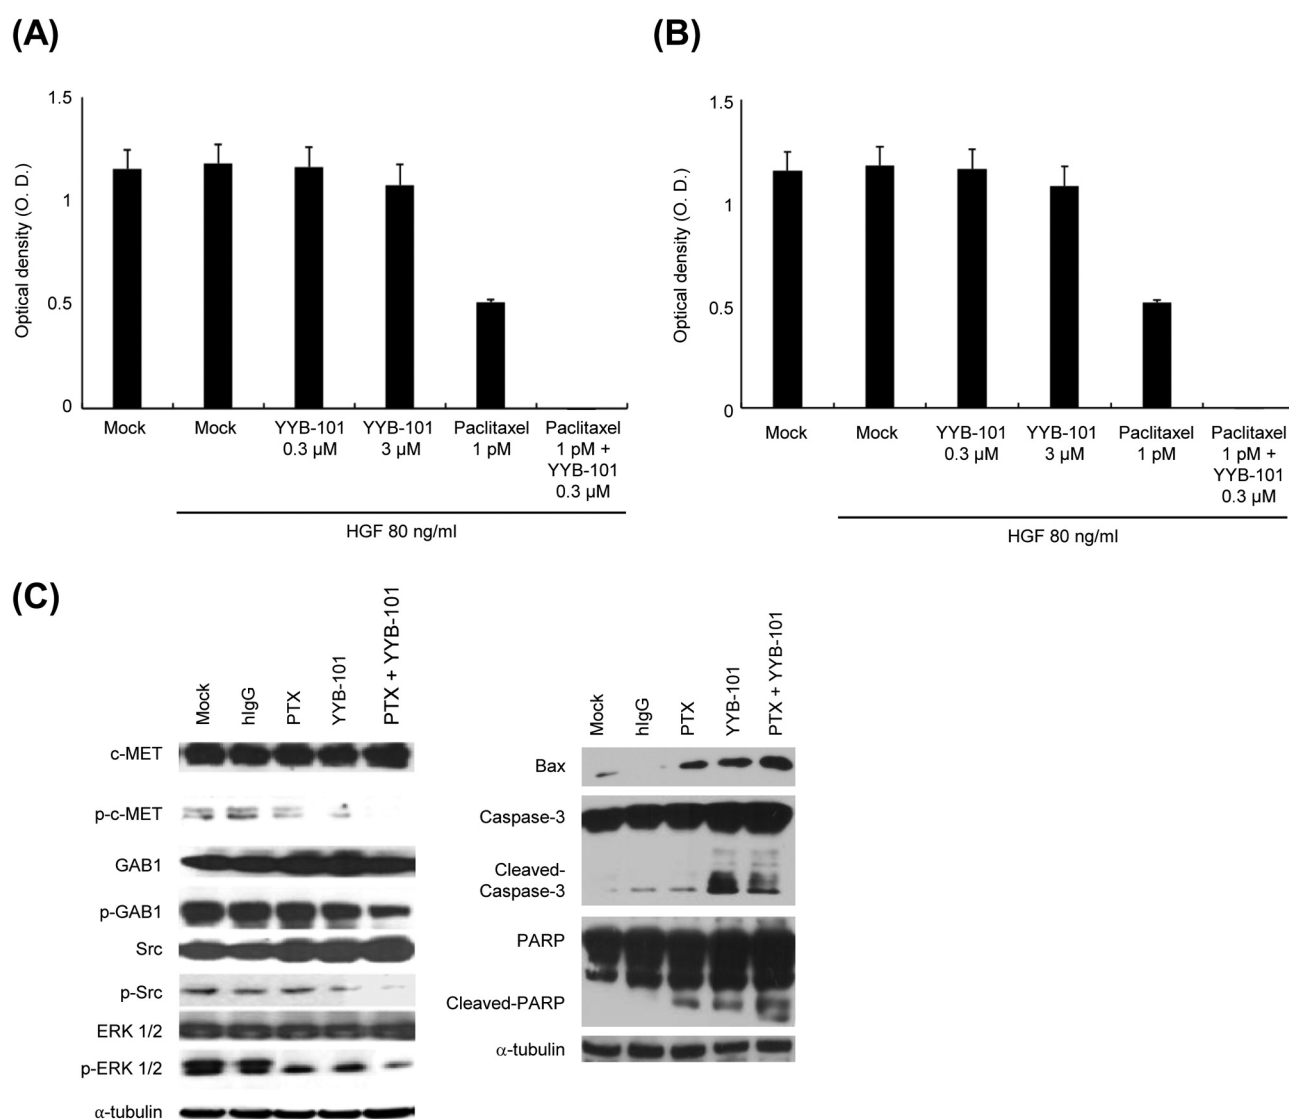 (A)
1.5
1
0.5
0
Optical density (O. D.)
Mock
Mock
YYB-101
0.3 µM
YYB-101
3 µM
Paclitaxel
1 pM
Paclitaxel
1 pM +
YYB-101
0.3 µM
HGF 80 ng/ml
(B)
1.5
1
0.5
0
Optical density (O. D.)
Mock
Mock
YYB-101
0.3 µM
YYB-101
3 µM
Paclitaxel
1 pM
Paclitaxel
1 pM +
YYB-101
0.3 µM
HGF 80 ng/ml
(C)
Mock
hIgG
PTX
YYB-101
PTX + YYB-101
c-MET
p-c-MET
GAB1
p-GAB1
Src
p-Src
ERK 1/2
p-ERK 1/2
α-tubulin
Mock
hIgG
PTX
YYB-101
PTX + YYB-101
Bax
Caspase-3
Cleaved-
Caspase-3
PARP
Cleaved-PARP
α-tubulin